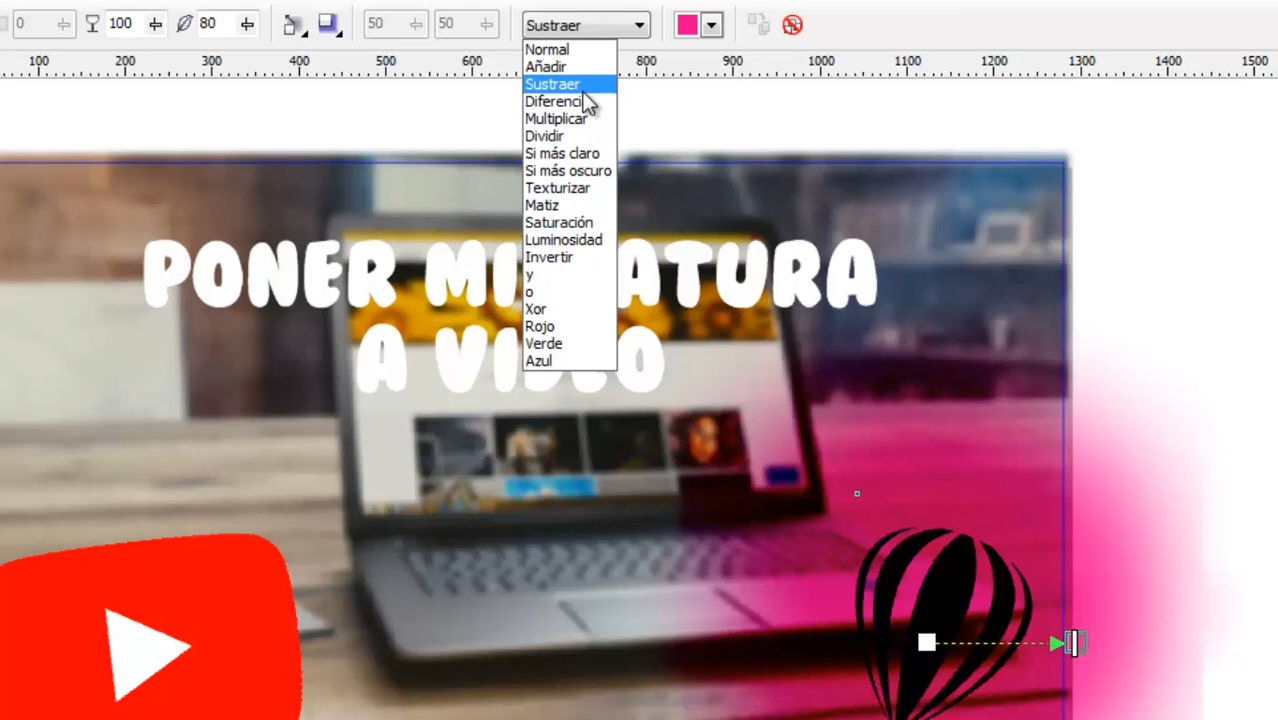 0 100 80 50 50 Sustraer
100 200 300 400 500 600 800 900 1000 1100 1200 1300 1400 1500
Normal
Añadir
Sustraer
Diferenci
Multiplicar
Dividir
Si más claro
Si más oscuro
Texturizar
Matiz
Saturación
Luminosidad
Invertir
y
o
Xor
Rojo
Verde
Azul
PONER MI ATURA
A VIDEO